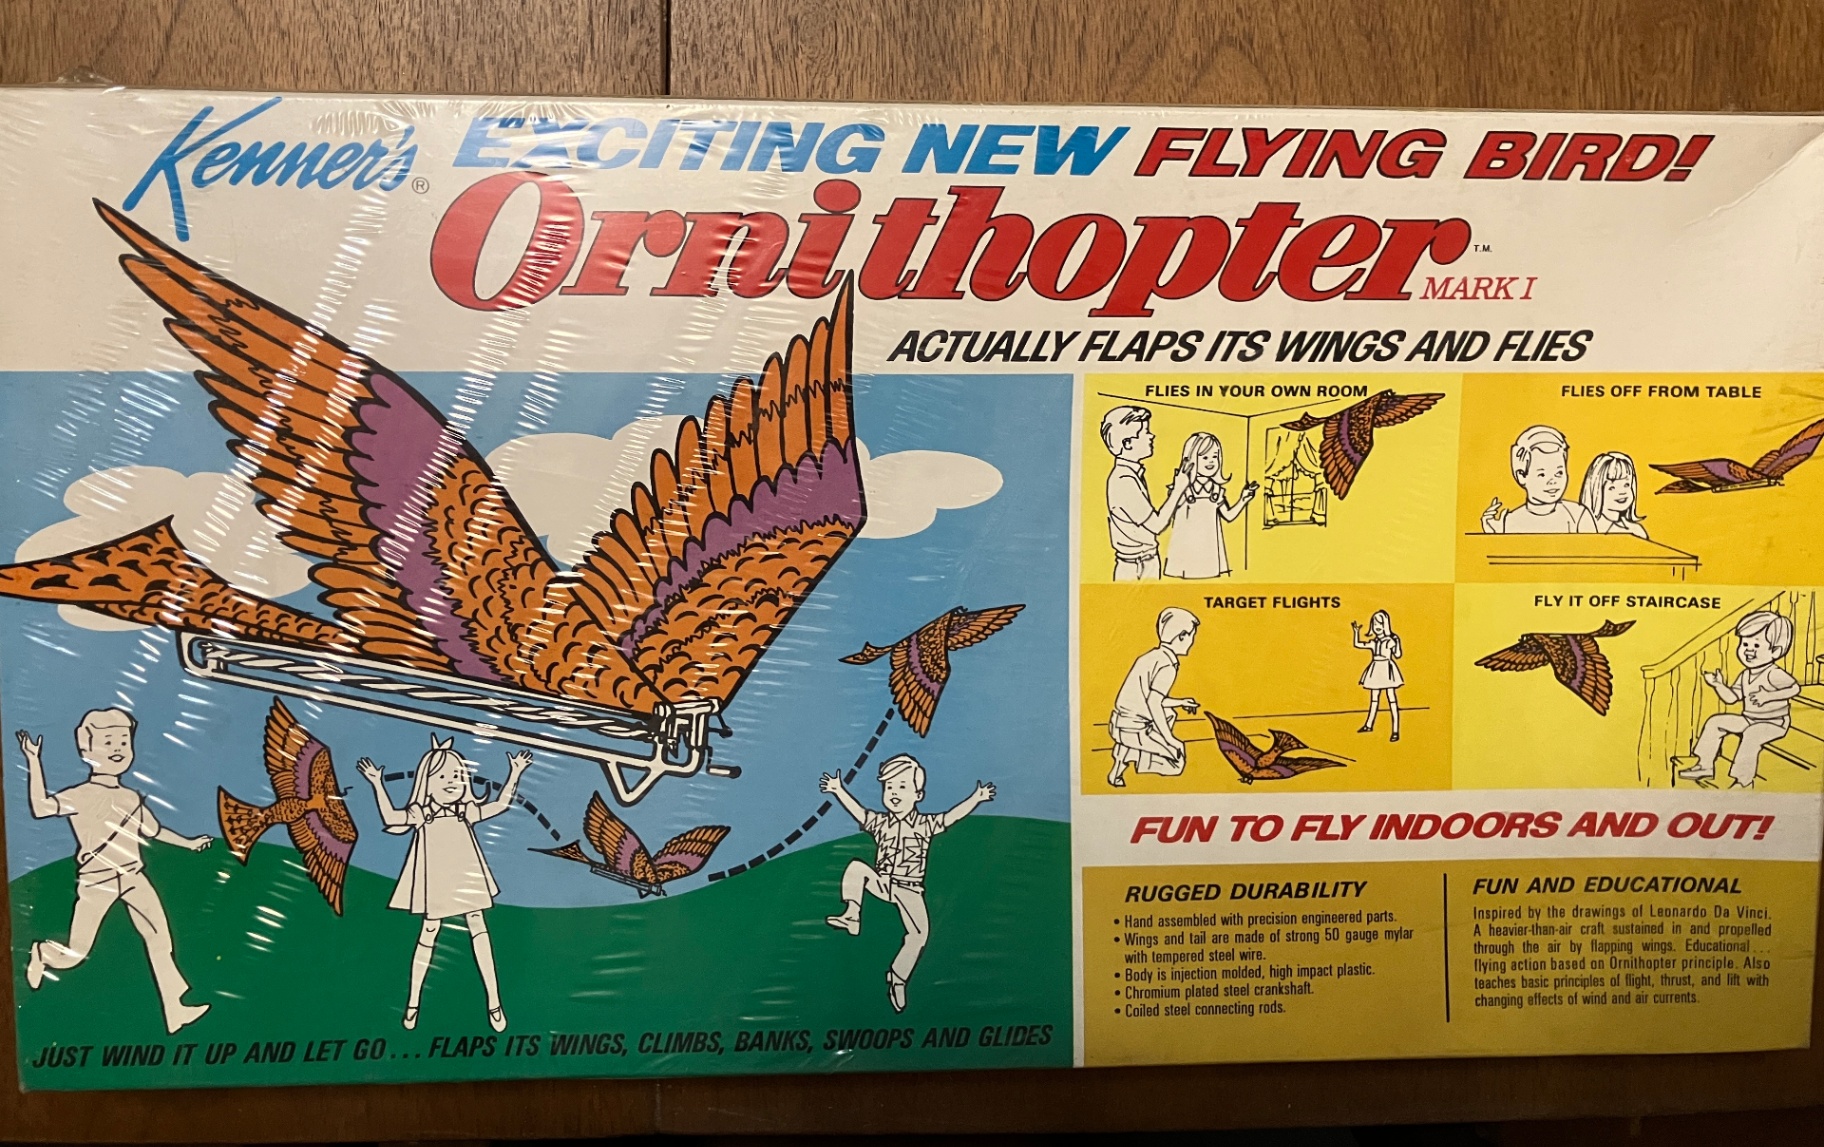 Kenner's ® EXCITING NEW FLYING BIRD!
Ornithopter T.M.
MARK I
ACTUALLY FLAPS ITS WINGS AND FLIES
FLIES IN YOUR OWN ROOM
FLIES OFF FROM TABLE
TARGET FLIGHTS
FLY IT OFF STAIRCASE
FUN TO FLY INDOORS AND OUT!
RUGGED DURABILITY
• Hand assembled with precision engineered parts.
• Wings and tail are made of strong 50 gauge mylar
with tempered steel wire.
• Body is injection molded, high impact plastic.
• Chromium plated steel crankshaft.
• Coiled steel connecting rods.
FUN AND EDUCATIONAL
Inspired by the drawings of Leonardo Da Vinci.
A heavier-than-air craft sustained in and propelled
through the air by flapping wings. Educational...
flying action based on Ornithopter principle. Also
teaches basic principles of flight, thrust, and lift with
changing effects of wind and air currents.
JUST WIND IT UP AND LET GO... FLAPS ITS WINGS, CLIMBS, BANKS, SWOOPS AND GLIDES